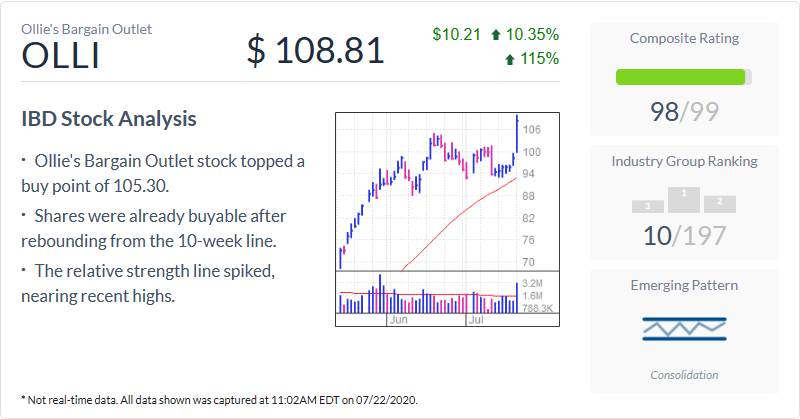 Ollie's Bargain Outlet
OLLI
$ 108.81
$10.21 10.35%
115%
IBD Stock Analysis
· Ollie's Bargain Outlet stock topped a
buy point of 105.30.
· Shares were already buyable after
rebounding from the 10-week line.
· The relative strength line spiked,
nearing recent highs.
106
100
94
88
82
76
70
3.2M
1.6M
788.3K
Jun
Jul
Composite Rating
98/99
Industry Group Ranking
3
1
2
10/197
Emerging Pattern
Consolidation
* Not real-time data. All data shown was captured at 11:02AM EDT on 07/22/2020.